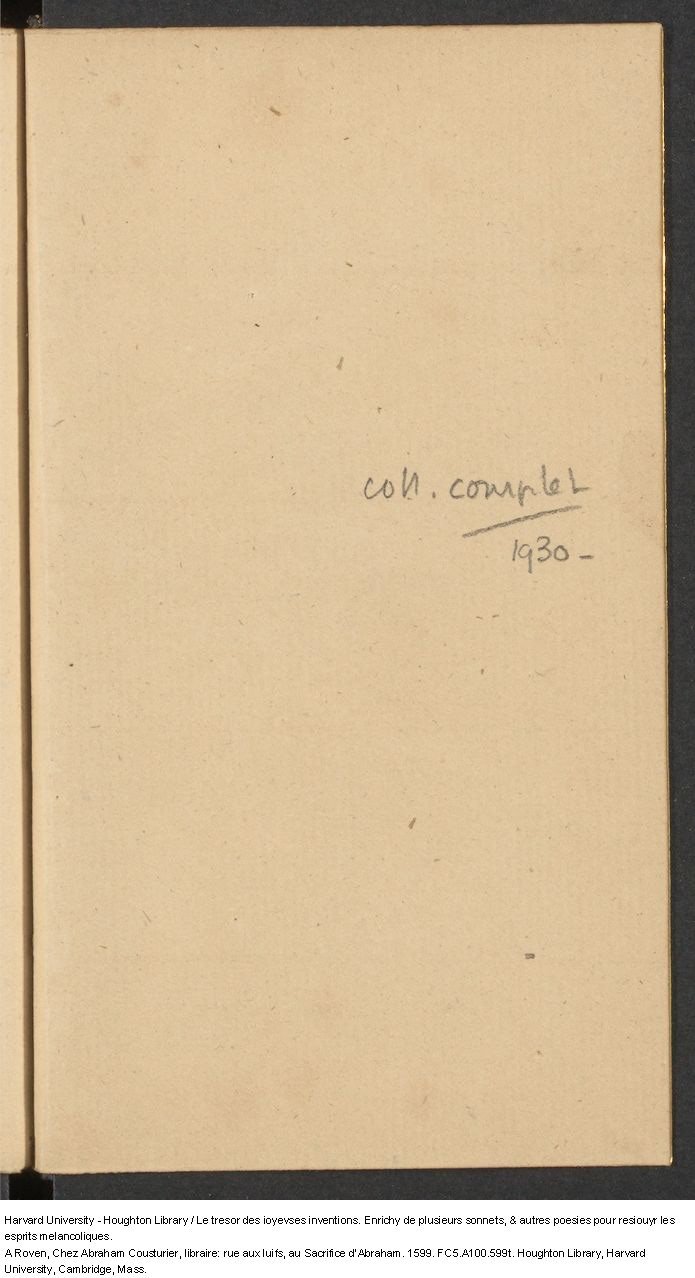 coll. complet
1930 -
Harvard University - Houghton Library / Le tresor des ioyevses inventions. Enrichy de plusieurs sonnets, & autres poesies pour resiouyr les
esprits melancoliques.
A Roven, Chez Abraham Cousturier, libraire: rue aux Iuifs, au Sacrifice d'Abraham. 1599. FC5.A100.599t. Houghton Library, Harvard
University, Cambridge, Mass.